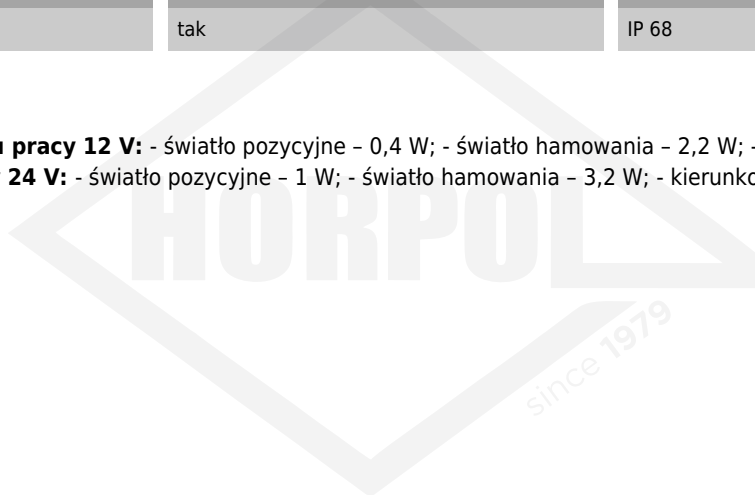 tak IP 68
pracy 12 V: - światło pozycyjne – 0,4 W; - światło hamowania – 2,2 W; -
24 V: - światło pozycyjne – 1 W; - światło hamowania – 3,2 W; - kierunko
HORPOL
since 1979